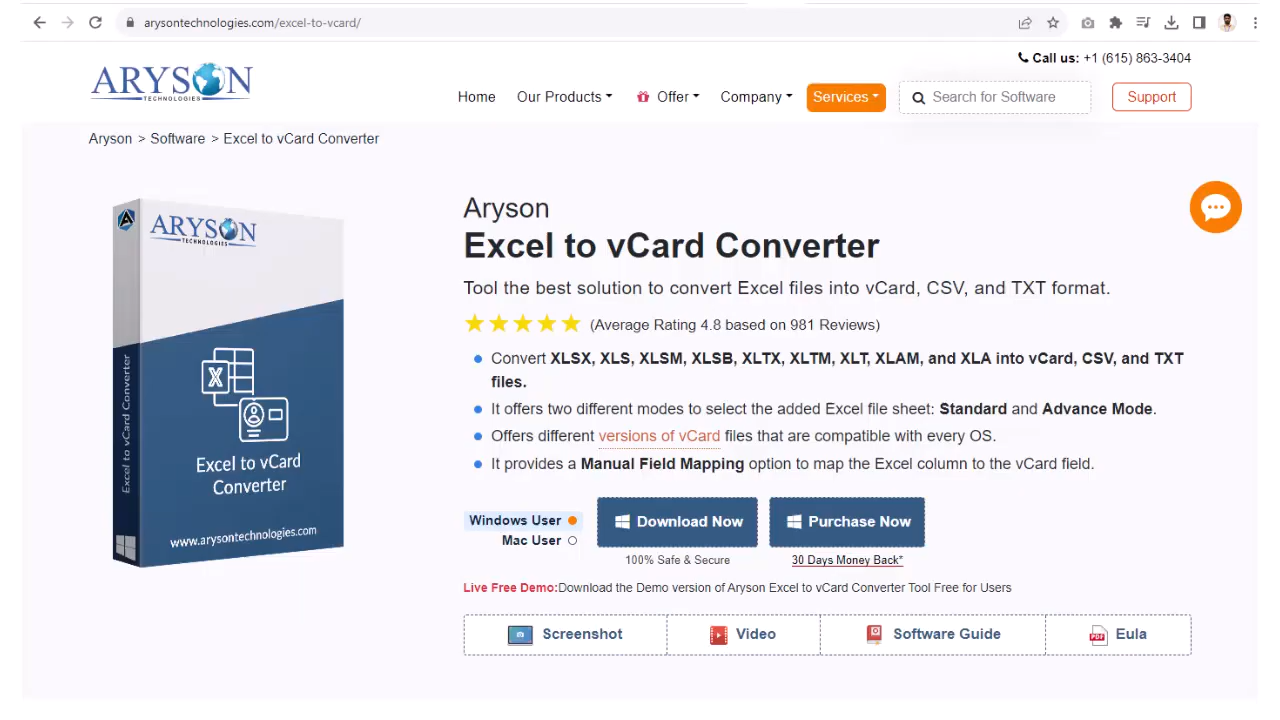 arysontechnologies.com/excel-to-vcard/
Call us: +1 (615) 863-3404
ARYSON
TECHNOLOGIES
Home Our Products Offer Company Services Search for Software Support
Aryson > Software > Excel to vCard Converter
ARYSON
TECHNOLOGIES
Excel to vCard Converter
Excel to vCard
Converter
www.arysontechnologies.com
Aryson
Excel to vCard Converter
Tool the best solution to convert Excel files into vCard, CSV, and TXT format.
(Average Rating 4.8 based on 981 Reviews)
Convert XLSX, XLS, XLSM, XLSB, XLTX, XLTM, XLT, XLAM, and XLA into vCard, CSV, and TXT
files.
It offers two different modes to select the added Excel file sheet: Standard and Advance Mode.
Offers different versions of vCard files that are compatible with every OS.
It provides a Manual Field Mapping option to map the Excel column to the vCard field.
Windows User
Mac User
Download Now
Purchase Now
100% Safe & Secure
30 Days Money Back*
Live Free Demo:Download the Demo version of Aryson Excel to vCard Converter Tool Free for Users
Screenshot Video Software Guide Eula